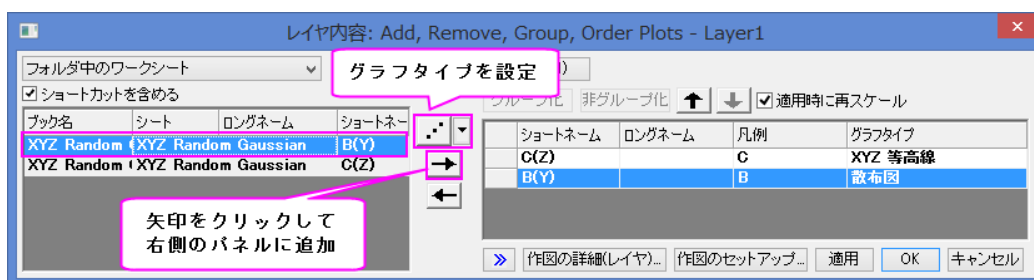 レイヤ内容: Add, Remove, Group, Order Plots - Layer1
フォルダ中のワークシート
グラフタイプを設定
ショートカットを含める
グループ化 非グループ化 適用時に再スケール
ブック名 シート ロングネーム ショートネー
XYZ Random XYZ Random Gaussian B(Y)
XYZ Random XYZ Random Gaussian C(Z)
ショートネーム ロングネーム 凡例 グラフタイプ
C(Z) C XYZ 等高線
B(Y) B 散布図
矢印をクリックして
右側のパネルに追加
作図の詳細(レイヤ)... 作図のセットアップ... 適用 OK キャンセル